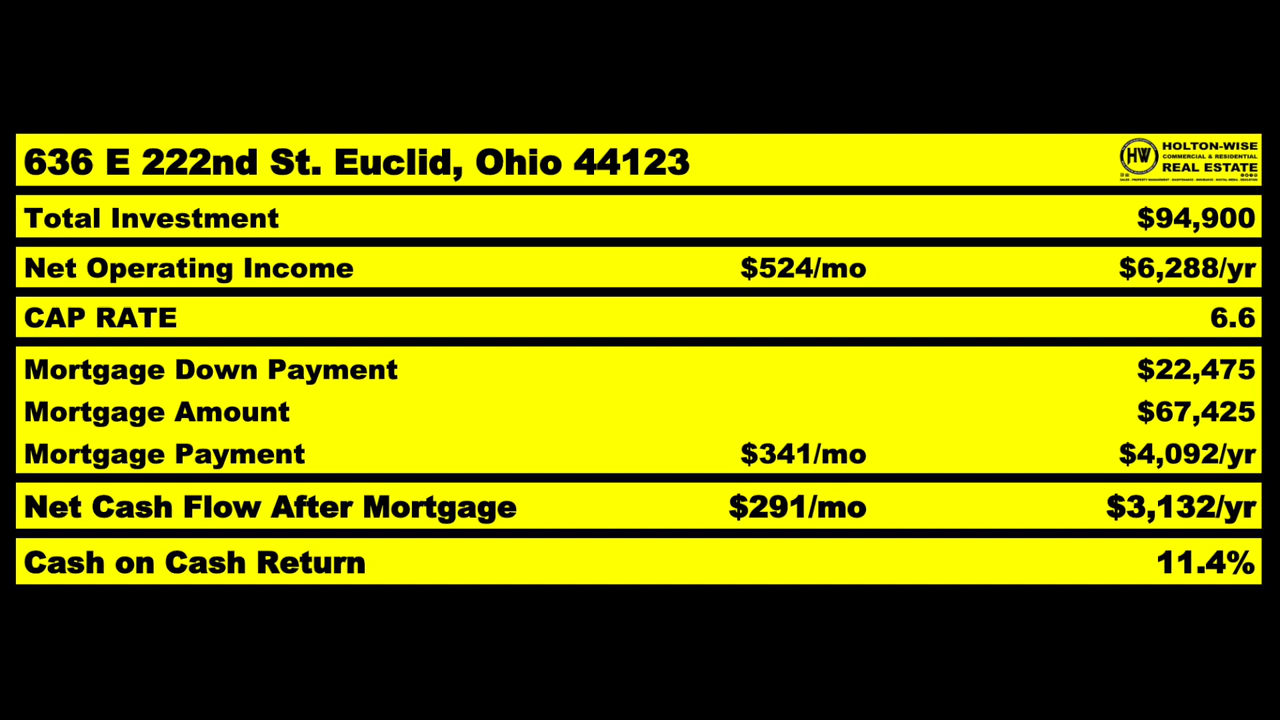 636 E 222nd St. Euclid, Ohio 44123
HW
HOLTON-WISE
COMMERCIAL & RESIDENTIAL
REAL ESTATE
Total Investment $94,900
Net Operating Income $524/mo $6,288/yr
CAP RATE 6.6
Mortgage Down Payment $22,475
Mortgage Amount $67,425
Mortgage Payment $341/mo $4,092/yr
Net Cash Flow After Mortgage $291/mo $3,132/yr
Cash on Cash Return 11.4%